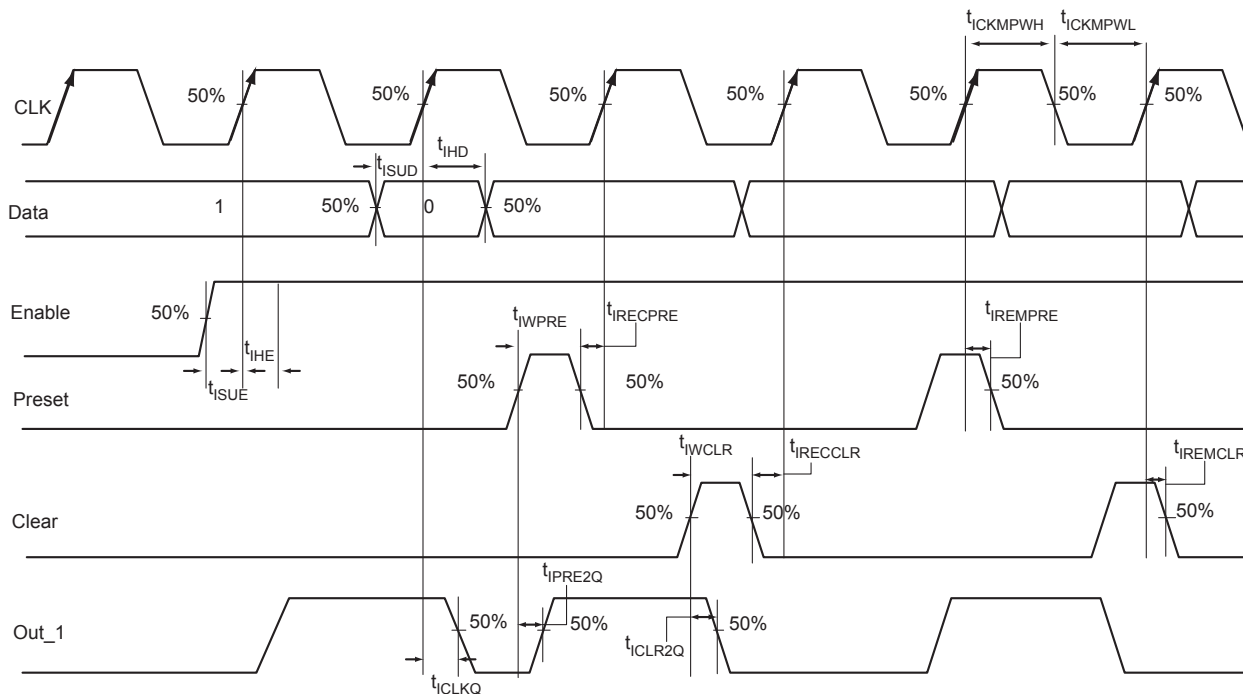 tICKMPWH tICKMPWL
CLK
50% 50% 50% 50% 50% 50% 50% 50%
tISUD tIHD
Data
1 50% 0 50%
Enable
50%
tISUE tIHE
tIWPRE tIRECPRE tIREMPRE
Preset
50% 50% 50%
tIWCLR tIRECCLR tIREMCLR
Clear
50% 50% 50%
tIPRE2Q
Out_1
50% 50% 50%
tICLKQ tICLR2Q